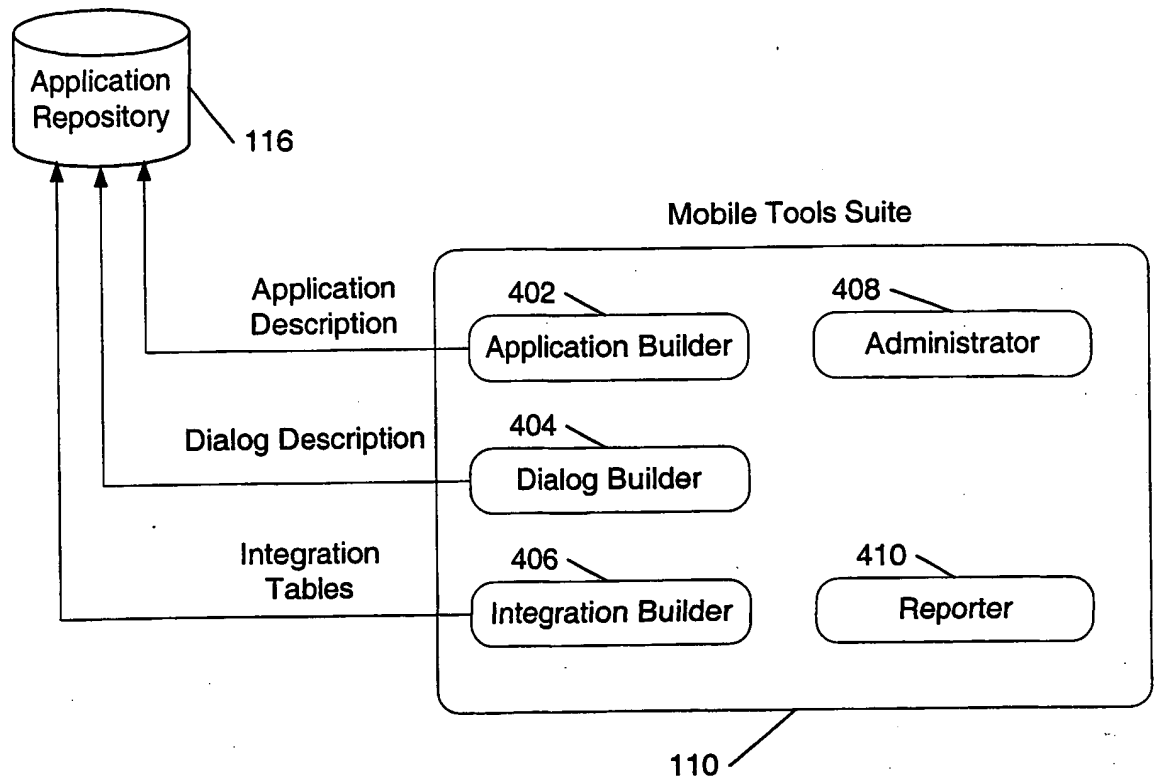 Application
Repository
116
Mobile Tools Suite
Application
Description
402
Application Builder
408
Administrator
Dialog Description
404
Dialog Builder
Integration
Tables
406
Integration Builder
410
Reporter
110